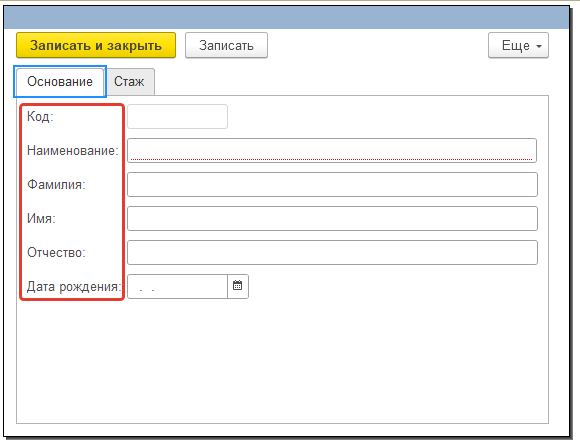 Записать и закрыть Записать Еще
Основание Стаж
Код:
Наименование:
Фамилия:
Имя:
Отчество:
Дата рождения: . .